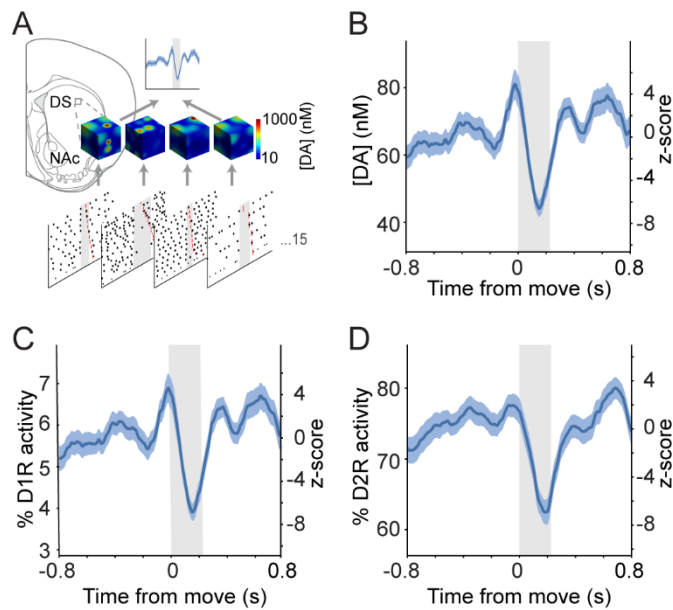 A
DS
NAc
1000
10
[DA] (nM)
...15
B
[DA] (nM)
80
60
40
4
0
-4
-8
z-score
-0.8
0
0.8
Time from move (s)
C
% D1R activity
7
6
5
4
3
4
0
-4
-8
z-score
-0.8
0
0.8
Time from move (s)
D
% D2R activity
80
70
60
4
0
-4
-8
z-score
-0.8
0
0.8
Time from move (s)